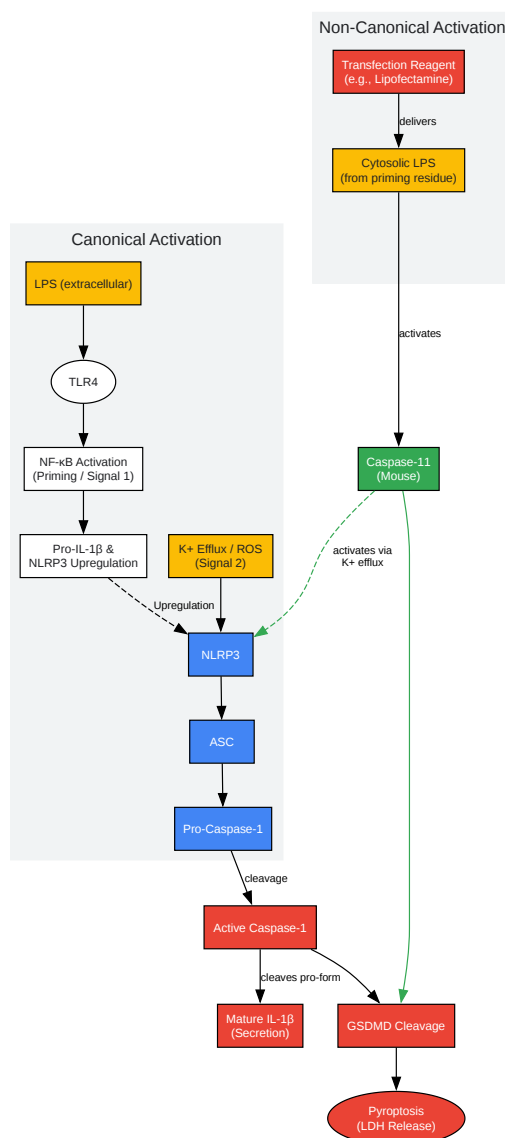 Non-Canonical Activation
Transfection Reagent
(e.g., Lipofectamine)
delivers
Cytosolic LPS
(from priming residue)
Canonical Activation
LPS (extracellular)
activates
TLR4
NF-κB Activation
(Priming / Signal 1)
Caspase-11
(Mouse)
Pro-IL-1β &
NLRP3 Upregulation
K+ Efflux / ROS
(Signal 2)
activates via
K+ efflux
Upregulation
NLRP3
ASC
Pro-Caspase-1
cleavage
Active Caspase-1
cleaves pro-form
Mature IL-1β
(Secretion)
GSDMD Cleavage
Pyroptosis
(LDH Release)